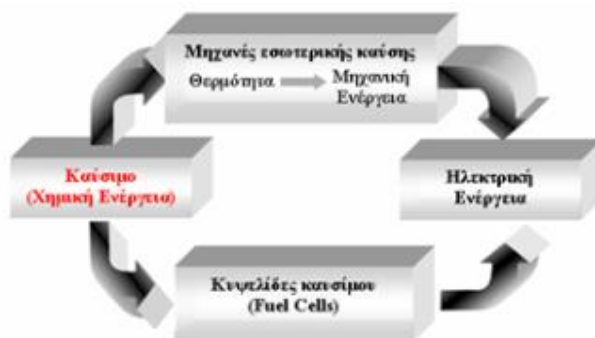 Μηχανές εσωτερικής καύσης
Θερμότητα Μηχανική
Ενέργεια
Καύσιμο
(Χημική Ενέργεια)
Ηλεκτρική
Ενέργεια
Κυψελίδες καυσίμου
(Fuel Cells)